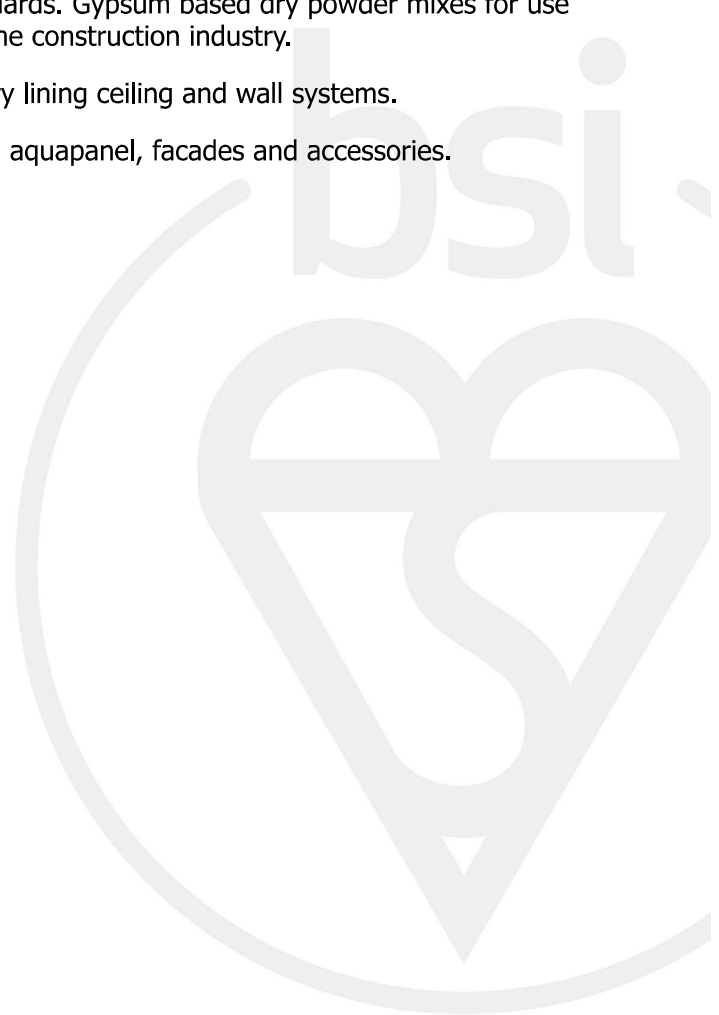 ards. Gypsum based dry powder mixes for use
ne construction industry.
y lining ceiling and wall systems.
aquapanel, facades and accessories.
bsi